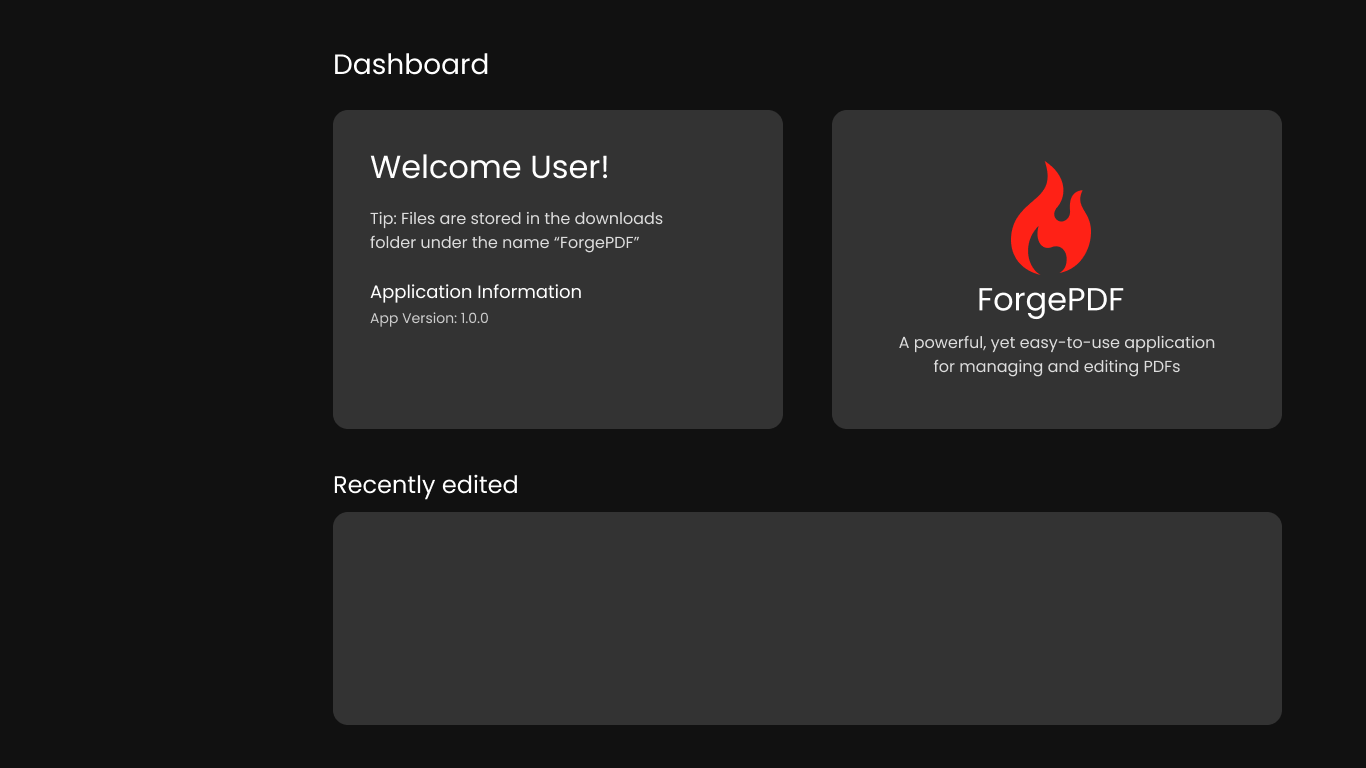 Dashboard
Welcome User!
Tip: Files are stored in the downloads
folder under the name “ForgePDF”
Application Information
App Version: 1.0.0
ForgePDF
A powerful, yet easy-to-use application
for managing and editing PDFs
Recently edited